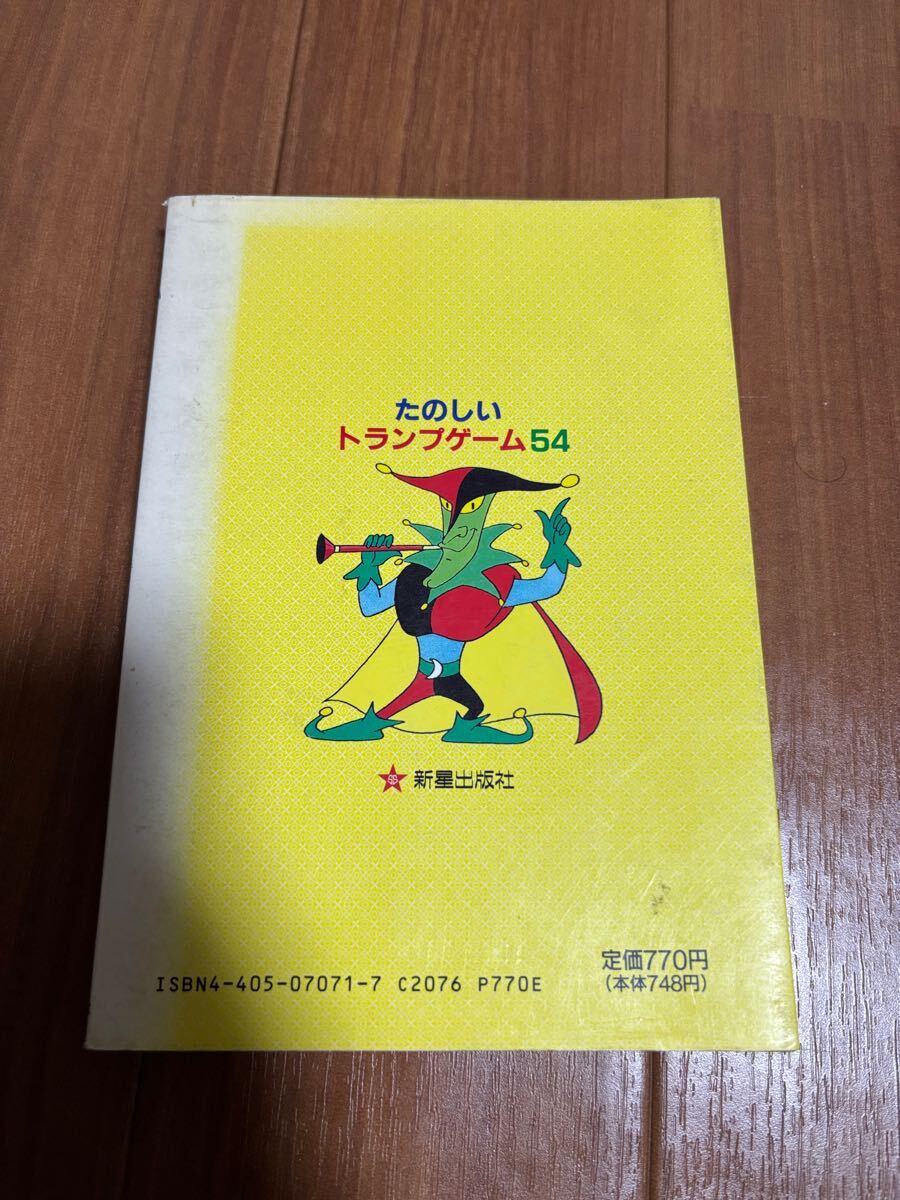 たのしい
トランプゲーム54
新星出版社
定価770円
ISBN4-405-07071-7 C2076 P770E
(本体748円)